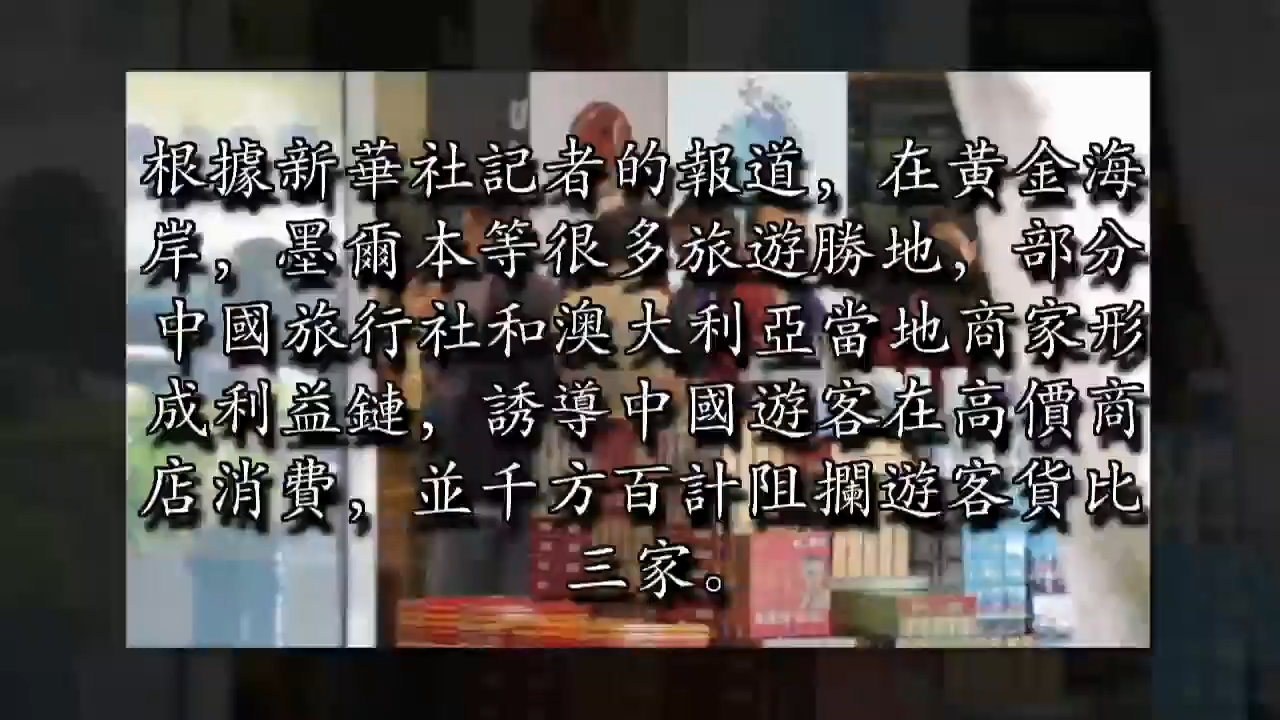 根據新華社記者的報道，在黃金海
岸，墨爾本等很多旅遊勝地，部分
中國旅行社和澳大利亞當地商家形
成利益鏈，誘導中國遊客在高價商
店消費，並千方百計阻攔遊客貨比
三家。